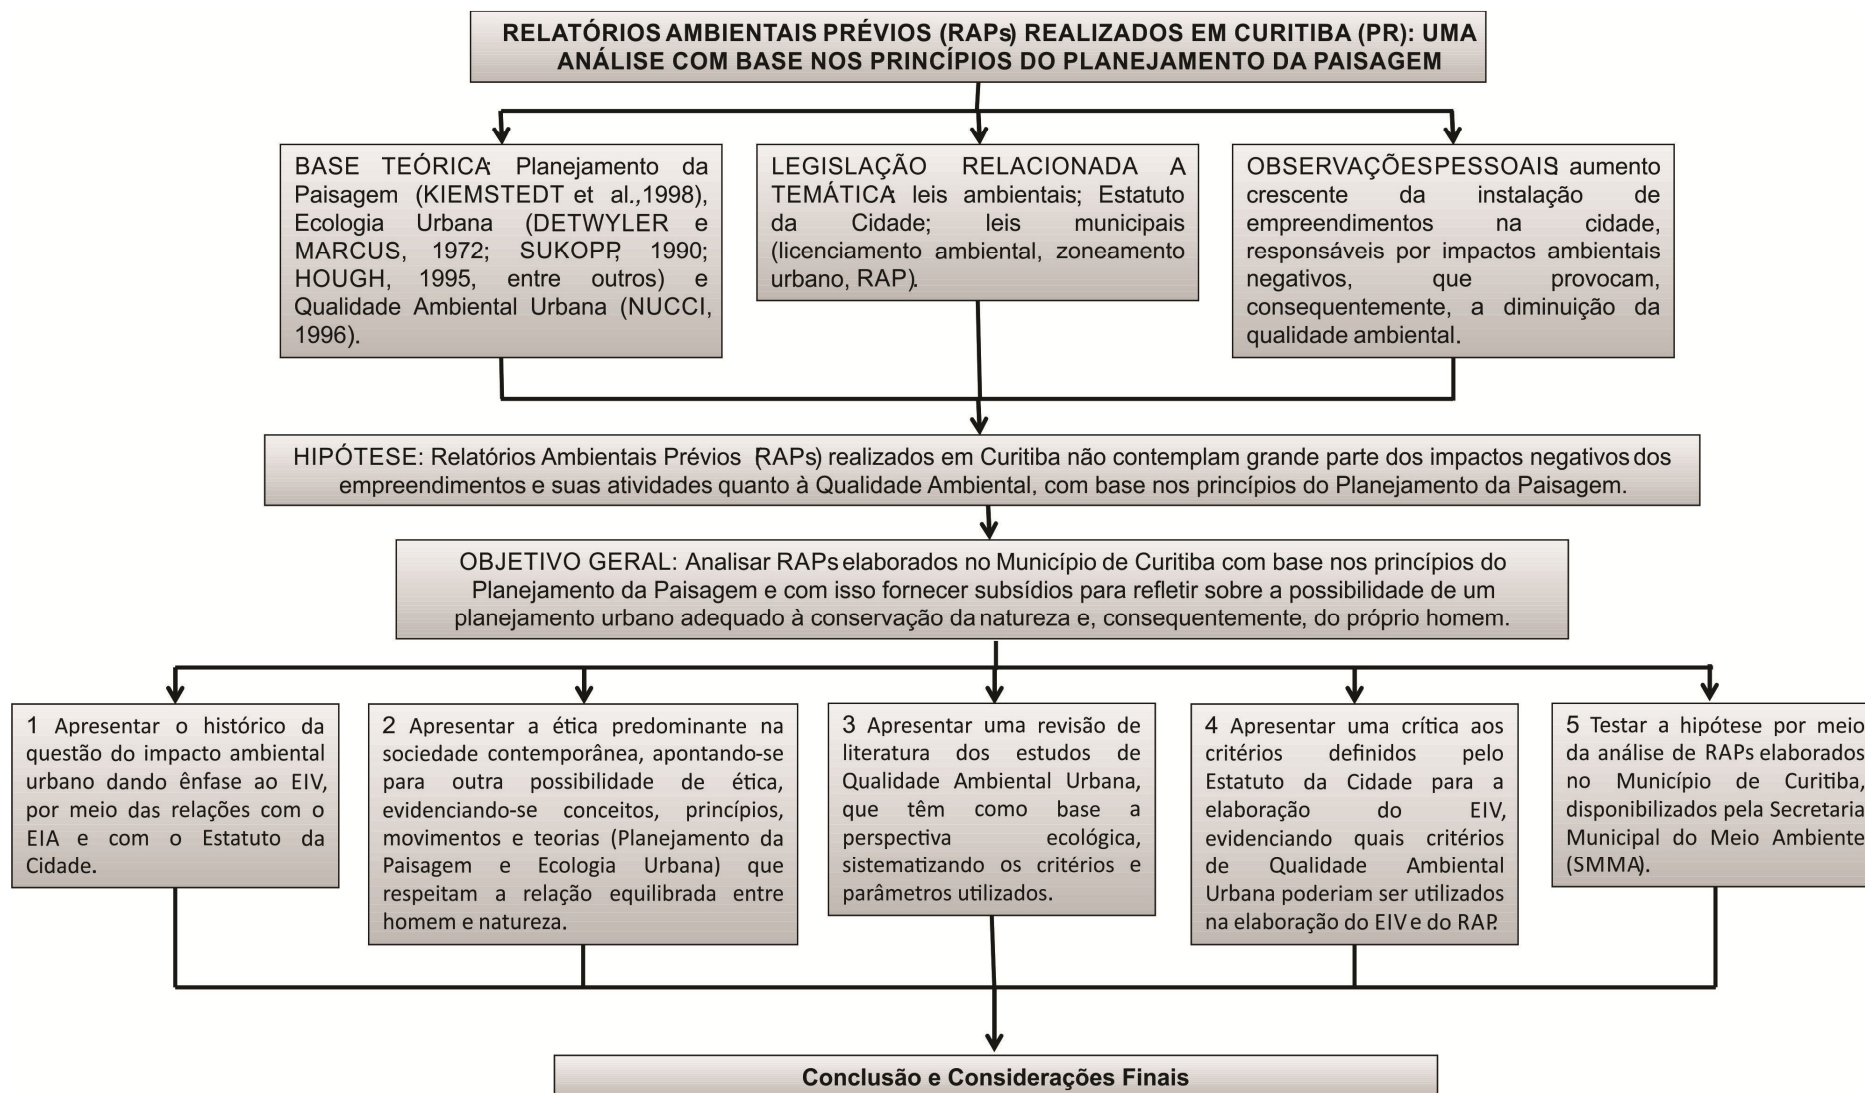 RELATÓRIOS AMBIENTAIS PRÉVIOS (RAPs) REALIZADOS EM CURITIBA (PR): UMA
ANÁLISE COM BASE NOS PRINCÍPIOS DO PLANEJAMENTO DA PAISAGEM
BASE TEÓRICA: Planejamento da
Paisagem (KIEMSTEDT et al.,1998),
Ecologia Urbana (DETWYLER e
MARCUS, 1972; SUKOPP, 1990;
HOUGH, 1995, entre outros) e
Qualidade Ambiental Urbana (NUCCI,
1996).
LEGISLAÇÃO RELACIONADA A
TEMÁTICA: leis ambientais; Estatuto
da Cidade; leis municipais
(licenciamento ambiental, zoneamento
urbano, RAP).
OBSERVAÇÕES PESSOAIS: aumento
crescente da instalação de
empreendimentos na cidade,
responsáveis por impactos ambientais
negativos, que provocam,
consequentemente, a diminuição da
qualidade ambiental.
HIPÓTESE: Relatórios Ambientais Prévios (RAPs) realizados em Curitiba não contemplam grande parte dos impactos negativos dos
empreendimentos e suas atividades quanto à Qualidade Ambiental, com base nos princípios do Planejamento da Paisagem.
OBJETIVO GERAL: Analisar RAPs elaborados no Município de Curitiba com base nos princípios do
Planejamento da Paisagem e com isso fornecer subsídios para refletir sobre a possibilidade de um
planejamento urbano adequado à conservação da natureza e, consequentemente, do próprio homem.
1 Apresentar o histórico da
questão do impacto ambiental
urbano dando ênfase ao EIV,
por meio das relações com o
EIA e com o Estatuto da
Cidade.
2 Apresentar a ética predominante na
sociedade contemporânea, apontando-se
para outra possibilidade de ética,
evidenciando-se conceitos, princípios,
movimentos e teorias (Planejamento da
Paisagem e Ecologia Urbana) que
respeitam a relação equilibrada entre
homem e natureza.
3 Apresentar uma revisão de
literatura dos estudos de
Qualidade Ambiental Urbana,
que têm como base a
perspectiva ecológica,
sistematizando os critérios e
parâmetros utilizados.
4 Apresentar uma crítica aos
critérios definidos pelo
Estatuto da Cidade para a
elaboração do EIV,
evidenciando quais critérios
de Qualidade Ambiental
Urbana poderiam ser utilizados
na elaboração do EIV e do RAP.
5 Testar a hipótese por meio
da análise de RAPs elaborados
no Município de Curitiba,
disponibilizados pela Secretaria
Municipal do Meio Ambiente
(SMMA).
Conclusão e Considerações Finais